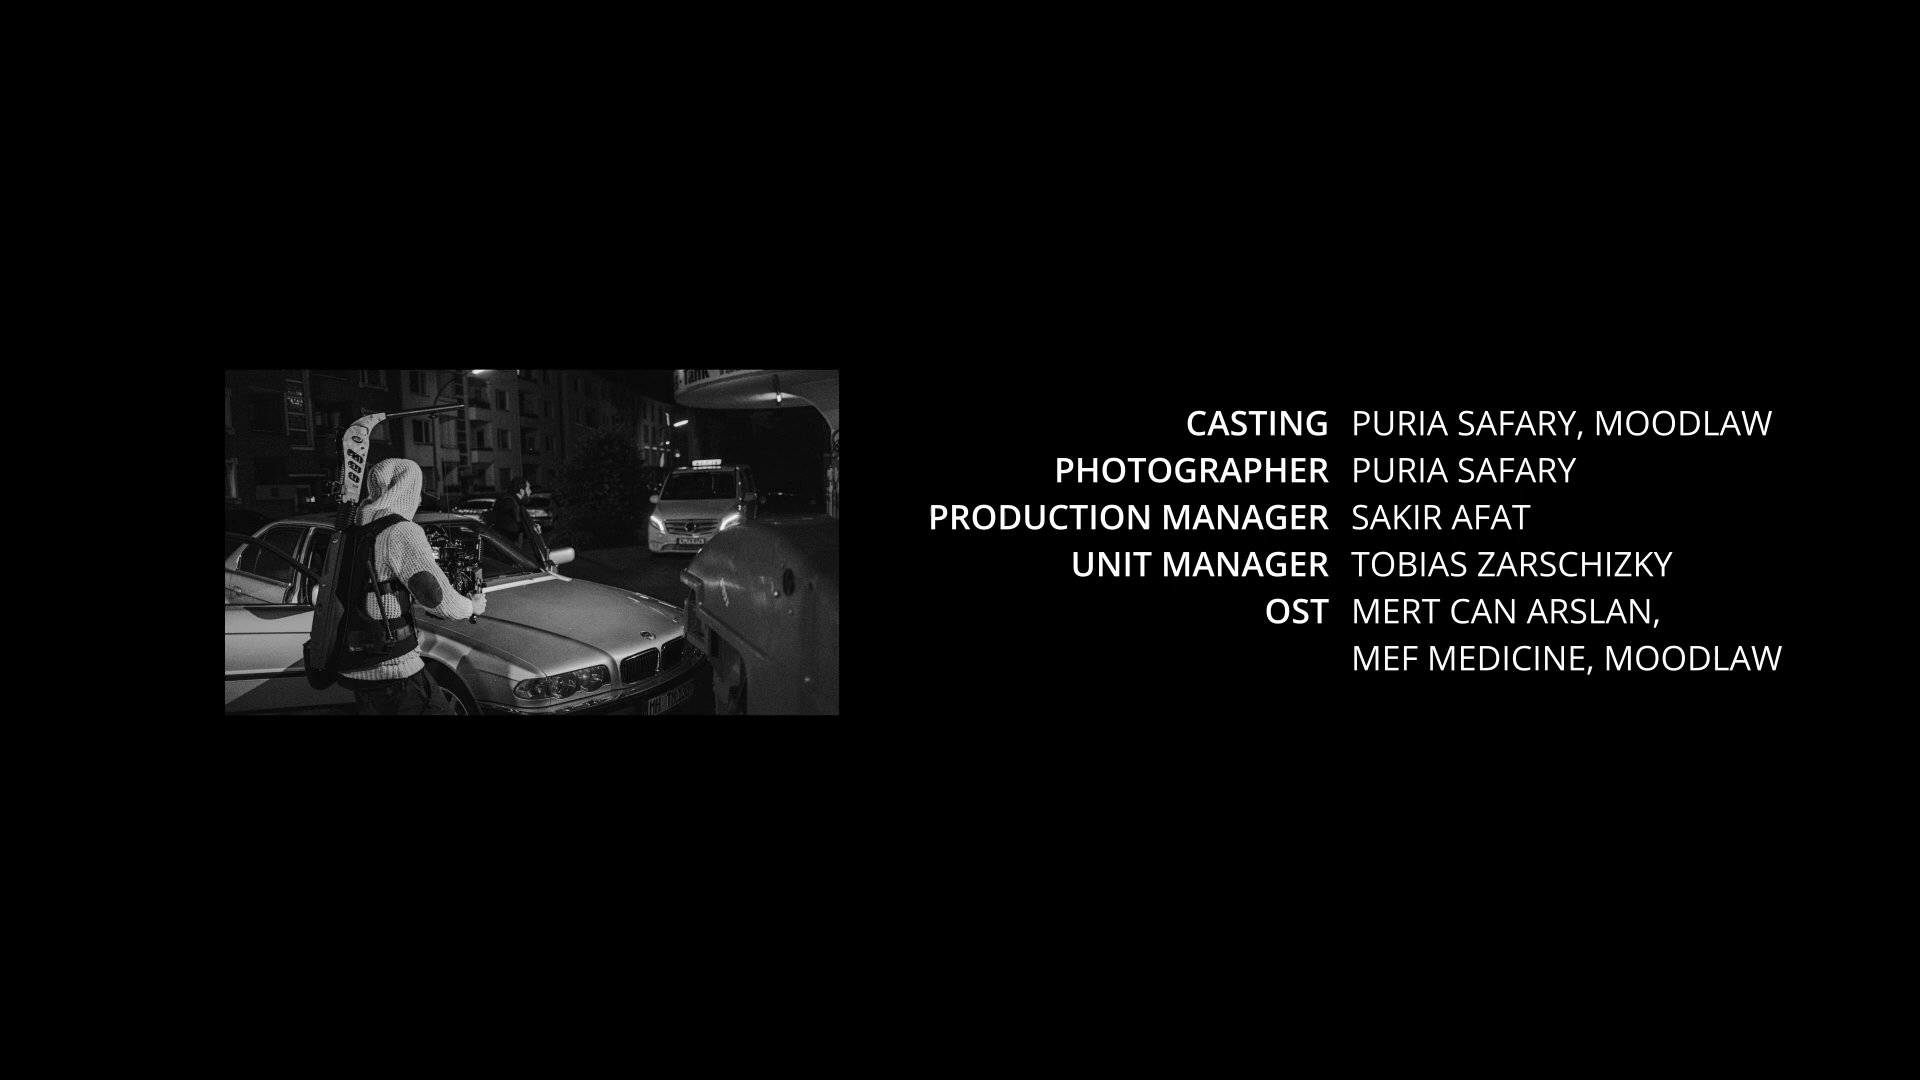 CASTING PURIA SAFARY, MOODLAW
PHOTOGRAPHER PURIA SAFARY
PRODUCTION MANAGER SAKIR AFAT
UNIT MANAGER TOBIAS ZARSCHIZKY
OST MERT CAN ARSLAN,
MEF MEDICINE, MOODLAW